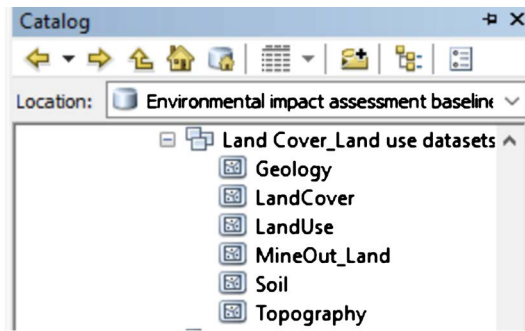 Catalog
Location: Environmental impact assessment baseline
Land Cover_Land use datasets
Geology
LandCover
LandUse
MineOut_Land
Soil
Topography